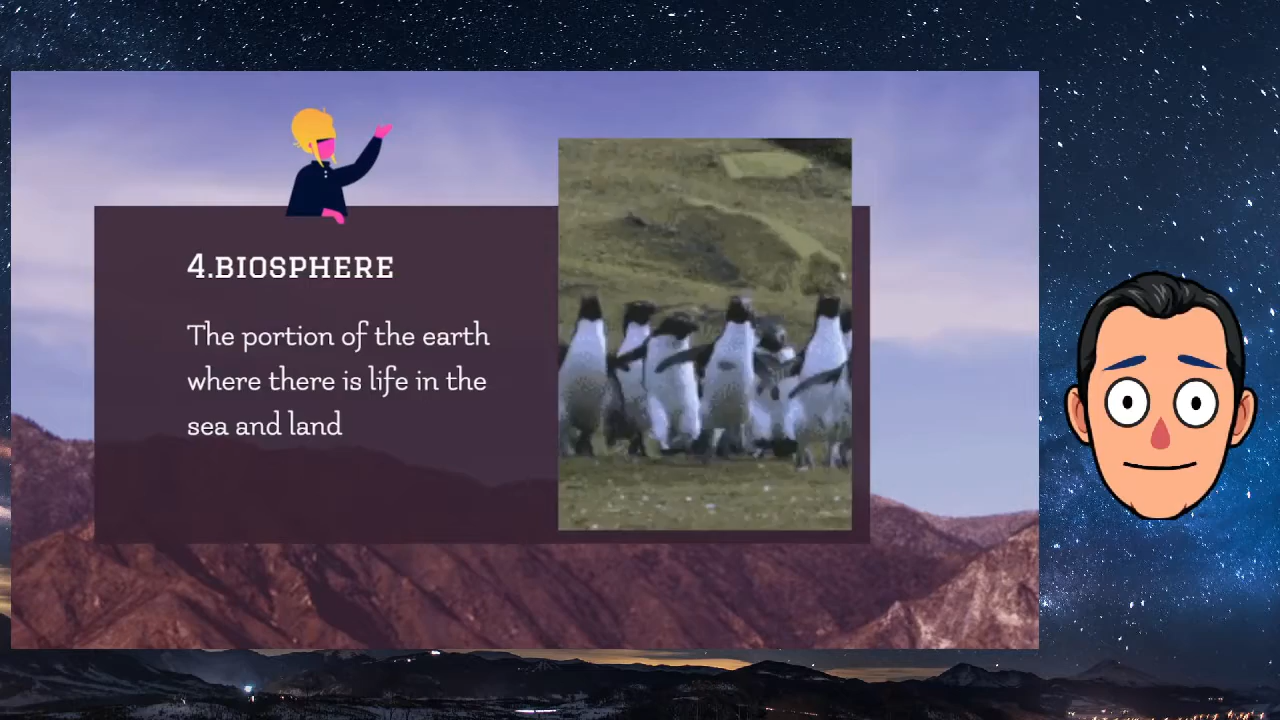 4.BIOSPHERE
The portion of the earth
where there is life in the
sea and land